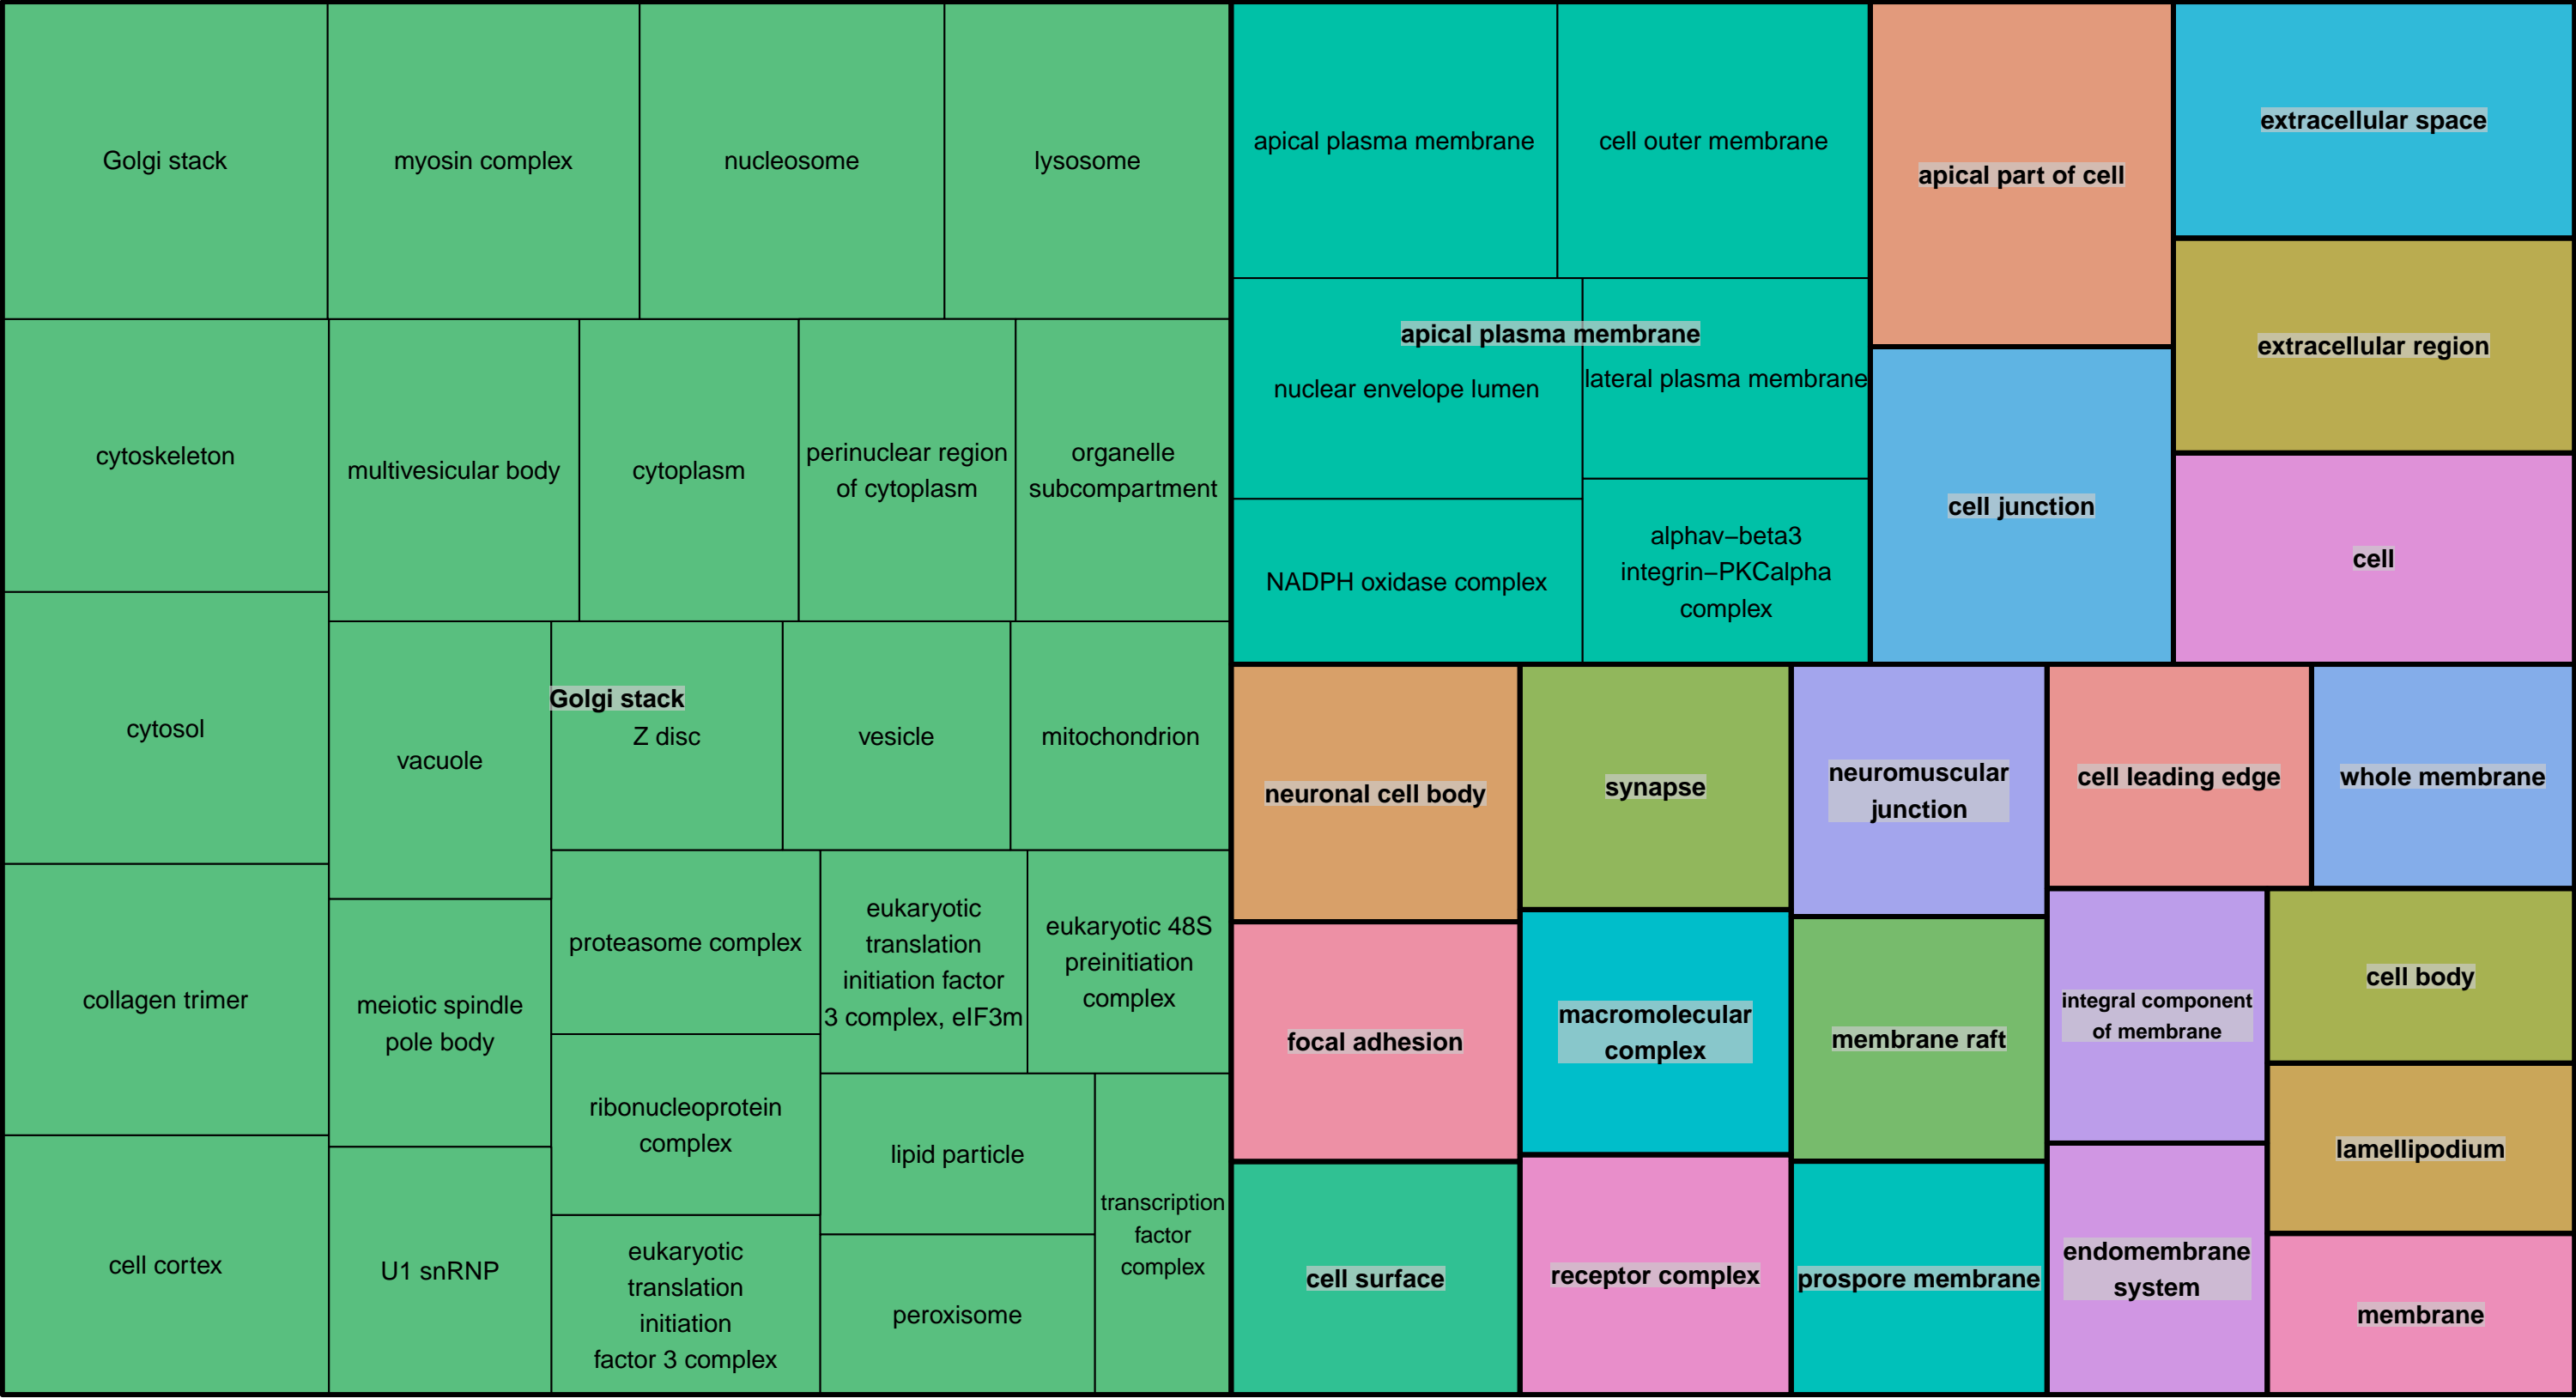 Golgi stack
myosin complex
nucleosome
lysosome
cytoskeleton
multivesicular body
cytoplasm
perinuclear region
of cytoplasm
organelle
subcompartment
cytosol
vacuole
Golgi stack
Z disc
vesicle
mitochondrion
collagen trimer
meiotic spindle
pole body
proteasome complex
eukaryotic
translation
initiation factor
3 complex, eIF3m
eukaryotic 48S
preinitiation
complex
ribonucleoprotein
complex
lipid particle
transcription
factor
complex
cell cortex
U1 snRNP
eukaryotic
translation
initiation
factor 3 complex
peroxisome
apical plasma membrane
cell outer membrane
apical plasma membrane
nuclear envelope lumen
lateral plasma membrane
NADPH oxidase complex
alphav−beta3
integrin−PKCalpha
complex
apical part of cell
cell junction
extracellular space
extracellular region
cell
neuronal cell body
synapse
neuromuscular
junction
cell leading edge
whole membrane
focal adhesion
macromolecular
complex
membrane raft
integral component
of membrane
cell body
lamellipodium
cell surface
receptor complex
prospore membrane
endomembrane
system
membrane